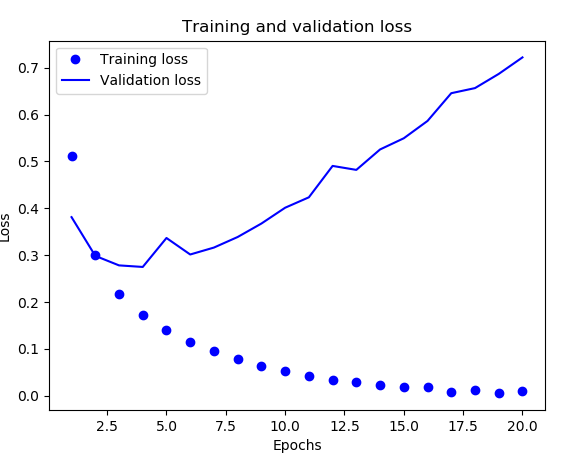 Training and validation loss
Training loss
Validation loss
0.7
0.6
0.5
0.4
0.3
0.2
0.1
0.0
Loss
2.5 5.0 7.5 10.0 12.5 15.0 17.5 20.0
Epochs